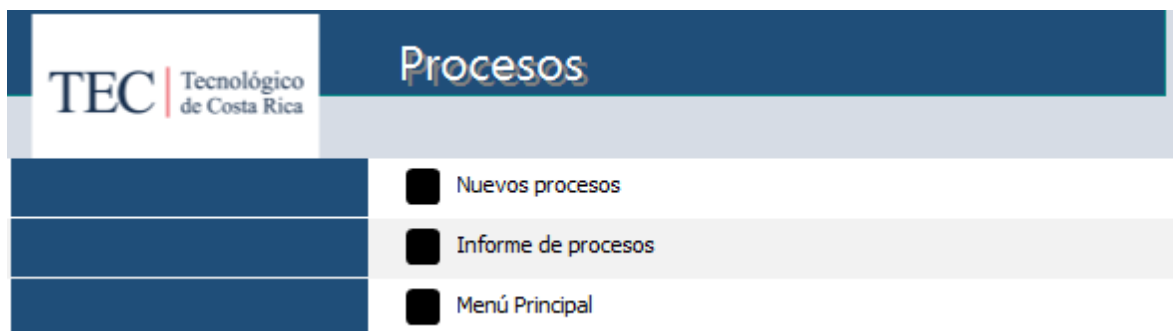 Procesos
TEC
Tecnológico
de Costa Rica
Nuevos procesos
Informe de procesos
Menú Principal